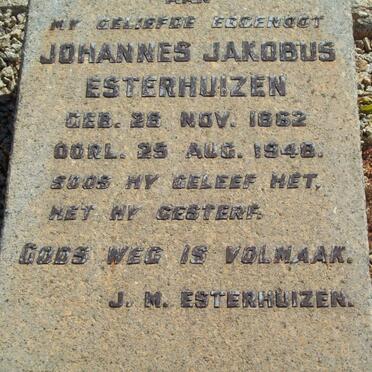 AAN
MY GELIEFDE EGGENOOT
JOHANNES JAKOBUS
ESTERHUIZEN
GEB. 28 NOV. 1862
OORL. 25 AUG. 1948.
SOOS HY GELEEF HET,
HET HY GESTERF.
GODS WEG IS VOLMAAK.
J. M. ESTERHUIZEN.